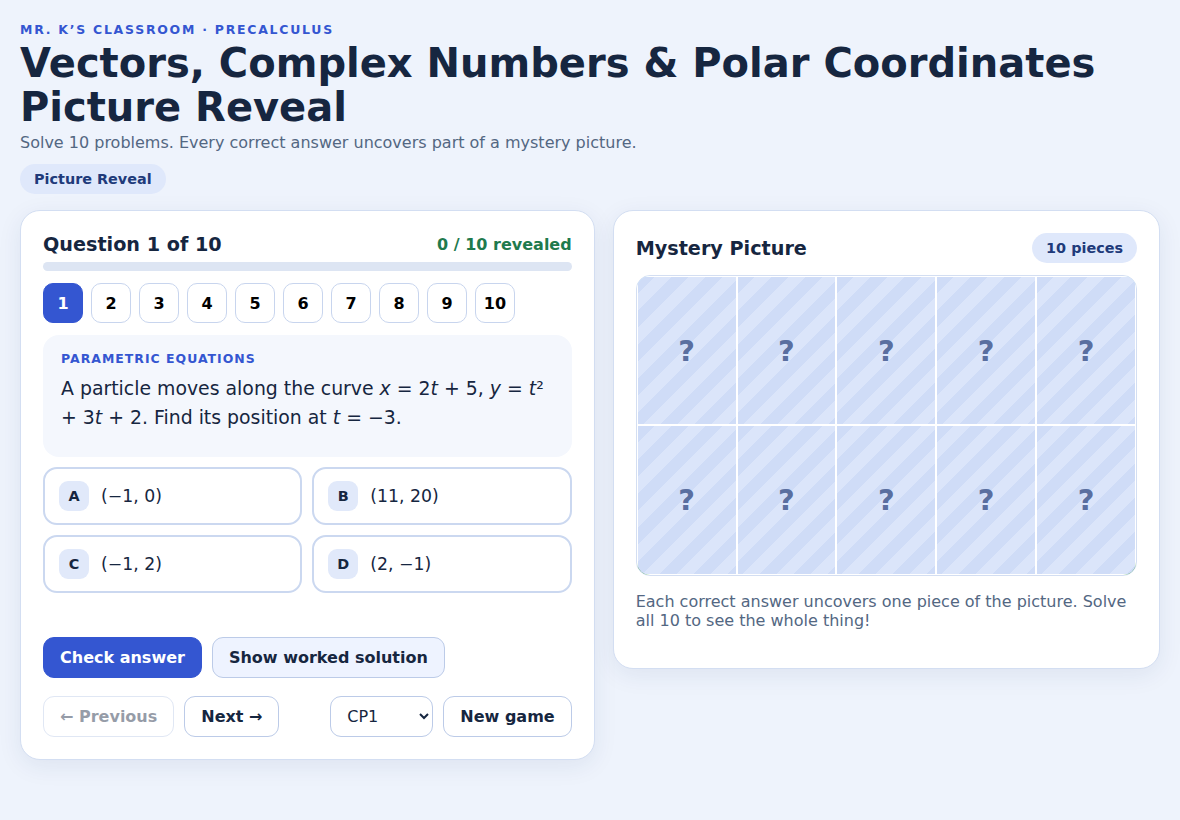 MR. K’S CLASSROOM · PRECALCULUS
Vectors, Complex Numbers & Polar Coordinates
Picture Reveal
Solve 10 problems. Every correct answer uncovers part of a mystery picture.
Picture Reveal
Question 1 of 10
0 / 10 revealed
1 2 3 4 5 6 7 8 9 10
PARAMETRIC EQUATIONS
A particle moves along the curve x = 2t + 5, y = t²
+ 3t + 2. Find its position at t = −3.
A (−1, 0)
B (11, 20)
C (−1, 2)
D (2, −1)
Check answer
Show worked solution
← Previous
Next →
CP1
New game
Mystery Picture
10 pieces
? ? ? ? ?
? ? ? ? ?
Each correct answer uncovers one piece of the picture. Solve
all 10 to see the whole thing!